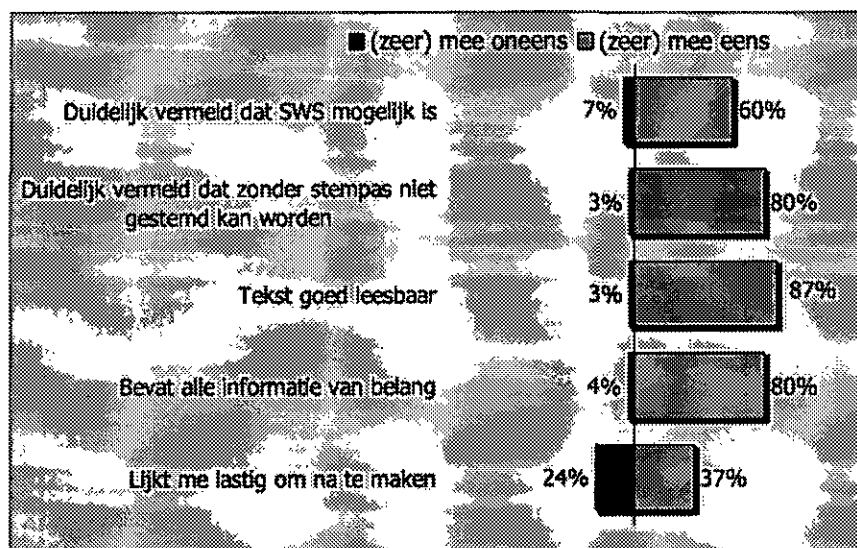 (zeer) mee oneens (zeer) mee eens
Duidelijk vermeld dat SWS mogelijk is 7% 60%
Duidelijk vermeld dat zonder stempas niet
gestemd kan worden 3% 80%
Tekst goed leesbaar 3% 87%
Bevat alle informatie van belang 4% 80%
Lijkt me lastig om na te maken 24% 37%